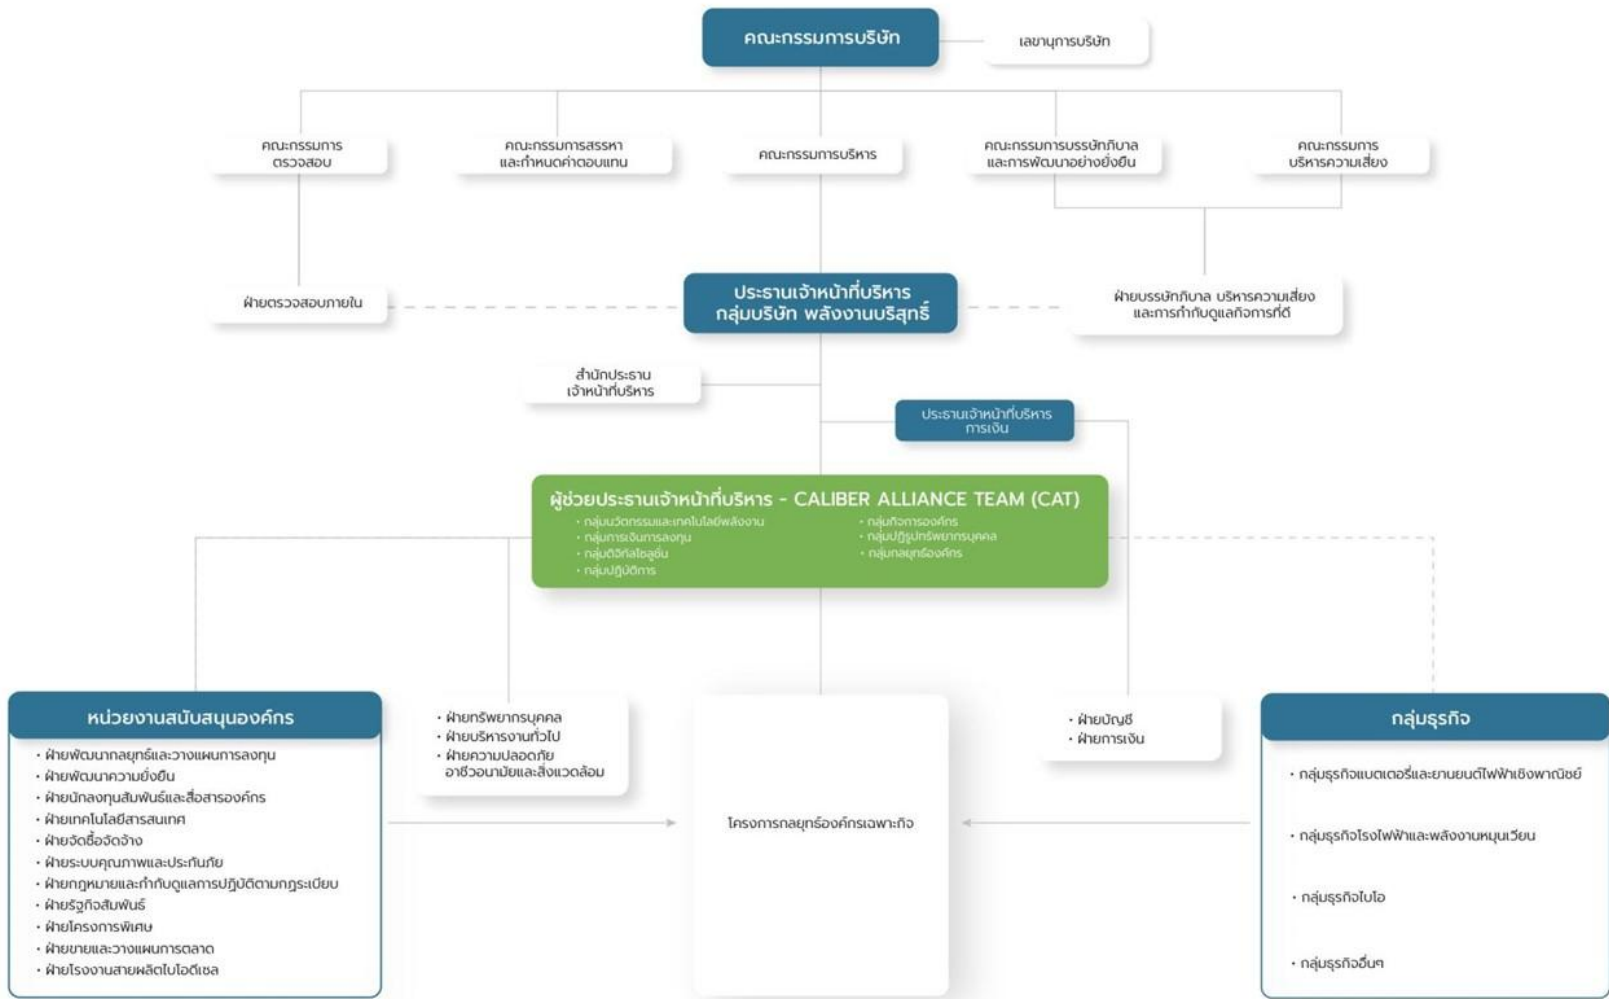 คณะกรรมการบริษัท
เลขานุการบริษัท
คณะกรรมการ
ตรวจสอบ
คณะกรรมการสรรหา
และกำหนดค่าตอบแทน
คณะกรรมการบริหาร
คณะกรรมการบรรษัทภิบาล
และการพัฒนาอย่างยั่งยืน
คณะกรรมการ
บริหารความเสี่ยง
ฝ่ายตรวจสอบภายใน
ประธานเจ้าหน้าที่บริหาร
กลุ่มบริษัท พลังงานบริสุทธิ์
ฝ่ายบรรษัทภิบาล บริหารความเสี่ยง
และการกำกับดูแลกิจการที่ดี
สำนักประธาน
เจ้าหน้าที่บริหาร
ประธานเจ้าหน้าที่บริหาร
การเงิน
ผู้ช่วยประธานเจ้าหน้าที่บริหาร - CALIBER ALLIANCE TEAM (CAT)
• กลุ่มนวัตกรรมและเทคโนโลยีพลังงาน
• กลุ่มการเงินการลงทุน
• กลุ่มดิจิทัลโซลูชั่น
• กลุ่มปฏิบัติการ
• กลุ่มกิจการองค์กร
• กลุ่มปฏิรูปทรัพยากรบุคคล
• กลุ่มกลยุทธ์องค์กร
หน่วยงานสนับสนุนองค์กร
• ฝ่ายพัฒนากลยุทธ์และวางแผนการลงทุน
• ฝ่ายพัฒนาความยั่งยืน
• ฝ่ายนักลงทุนสัมพันธ์และสื่อสารองค์กร
• ฝ่ายเทคโนโลยีสารสนเทศ
• ฝ่ายจัดซื้อจัดจ้าง
• ฝ่ายระบบคุณภาพและประกันภัย
• ฝ่ายกฎหมายและกำกับดูแลการปฏิบัติตามกฎระเบียบ
• ฝ่ายรัฐกิจสัมพันธ์
• ฝ่ายโครงการพิเศษ
• ฝ่ายขายและวางแผนการตลาด
• ฝ่ายโรงงานสายผลิตไบโอดีเซล
• ฝ่ายทรัพยากรบุคคล
• ฝ่ายบริหารงานทั่วไป
• ฝ่ายความปลอดภัย
อาชีวอนามัยและสิ่งแวดล้อม
โครงการกลยุทธ์องค์กรเฉพาะกิจ
• ฝ่ายบัญชี
• ฝ่ายการเงิน
กลุ่มธุรกิจ
• กลุ่มธุรกิจแบตเตอรี่และยานยนต์ไฟฟ้าเชิงพาณิชย์
• กลุ่มธุรกิจโรงไฟฟ้าและพลังงานหมุนเวียน
• กลุ่มธุรกิจไบโอ
• กลุ่มธุรกิจอื่นๆ